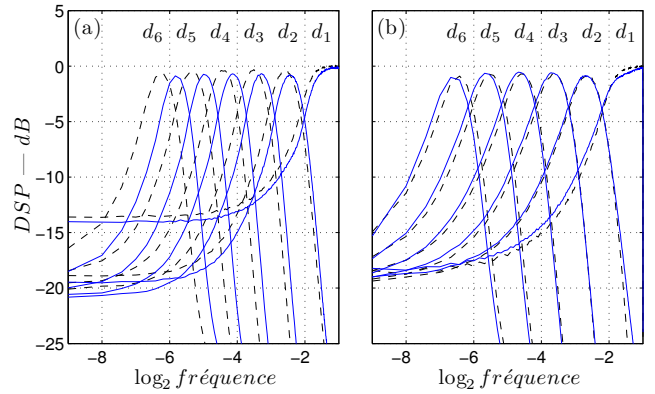 (a) d6 d5 d4 d3 d2 d1
(b) d6 d5 d4 d3 d2 d1
5
0
−5
−10
−15
−20
−25
DSP — dB
−8 −6 −4 −2
−8 −6 −4 −2
log2 fréquence
log2 fréquence